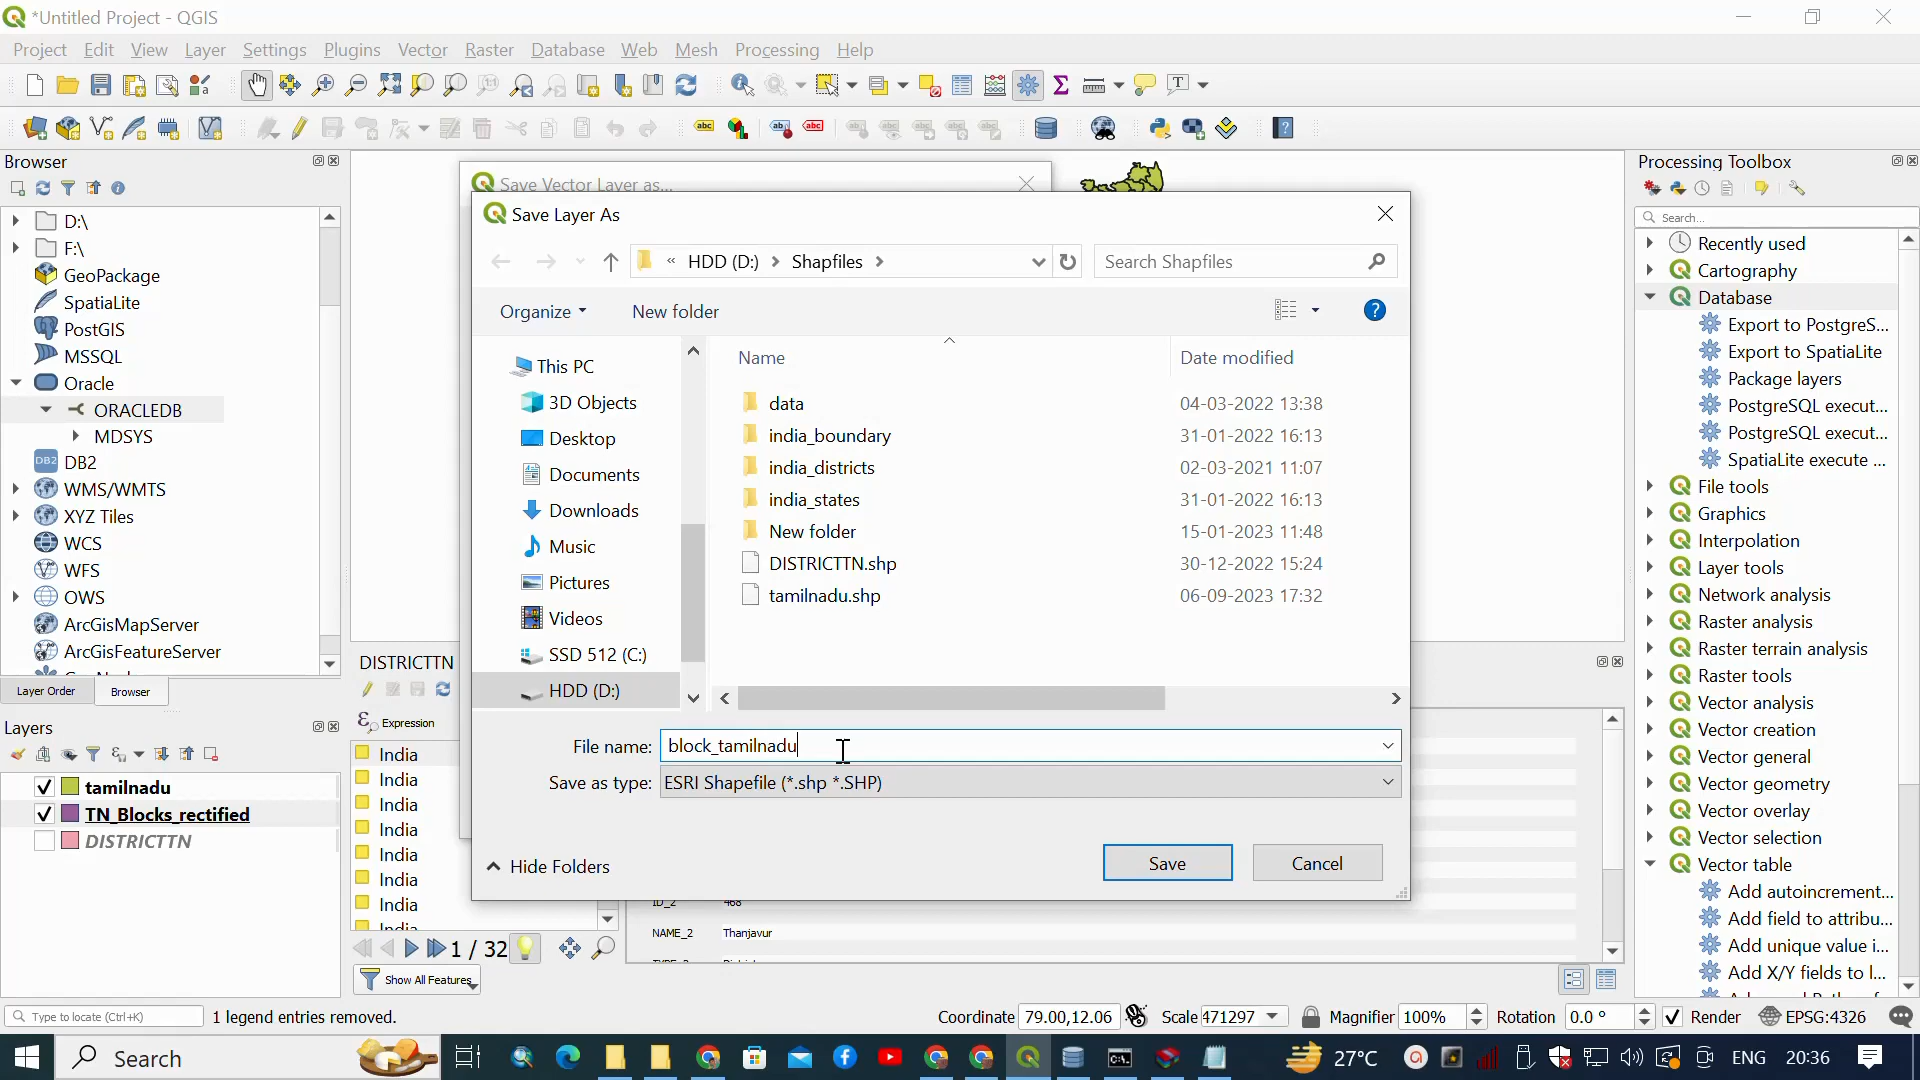 *Untitled Project - QGIS
Project Edit View Layer Settings Plugins Vector Raster Database Web Mesh Processing Help
Browser
D:\
F:\
GeoPackage
SpatiaLite
PostGIS
MSSQL
Oracle
ORACLEDB
MDSYS
DB2
WMS/WMTS
XYZ Tiles
WCS
WFS
OWS
ArcGisMapServer
ArcGisFeatureServer
Layer Order Browser
Layers
tamilnadu
TN_Blocks_rectified
DISTRICTTN
Save Vector Layer as...
Save Layer As
« HDD (D:) Shapfiles
Search Shapfiles
Organize New folder
This PC
3D Objects
Desktop
Documents
Downloads
Music
Pictures
Videos
SSD 512 (C:)
HDD (D:)
Name Date modified
data 04-03-2022 13:38
india_boundary 31-01-2022 16:13
india_districts 02-03-2021 11:07
india_states 31-01-2022 16:13
New folder 15-01-2023 11:48
DISTRICTTN.shp 30-12-2022 15:24
tamilnadu.shp 06-09-2023 17:32
File name: block_tamilnadu
Save as type: ESRI Shapefile (*.shp *.SHP)
Hide Folders
Save Cancel
DISTRICTTN
Expression
India
India
India
India
India
India
India
1 / 32
Show All Features
ID_2 468
NAME_2 Thanjavur
Processing Toolbox
Search...
Recently used
Cartography
Database
Export to PostgreS...
Export to SpatiaLite
Package layers
PostgreSQL execut...
PostgreSQL execut...
SpatiaLite execute ...
File tools
Graphics
Interpolation
Layer tools
Network analysis
Raster analysis
Raster terrain analysis
Raster tools
Vector analysis
Vector creation
Vector general
Vector geometry
Vector overlay
Vector selection
Vector table
Add autoincrement...
Add field to attribu...
Add unique value i...
Add X/Y fields to l...
Type to locate (Ctrl+K) 1 legend entries removed. Coordinate 79.00,12.06 Scale 471297 Magnifier 100% Rotation 0.0 ° Render EPSG:4326
Search 27°C ENG 20:36